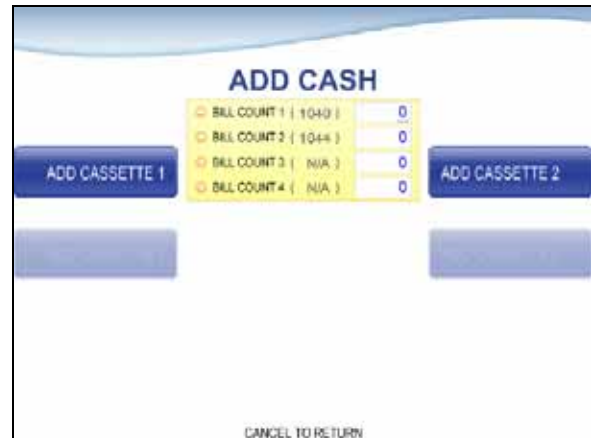 ADD CASH
BILL COUNT 1 ( 1040 ) 0
BILL COUNT 2 ( 1044 ) 0
BILL COUNT 3 ( N/A ) 0
BILL COUNT 4 ( N/A ) 0
ADD CASSETTE 1
ADD CASSETTE 2
CANCEL TO RETURN